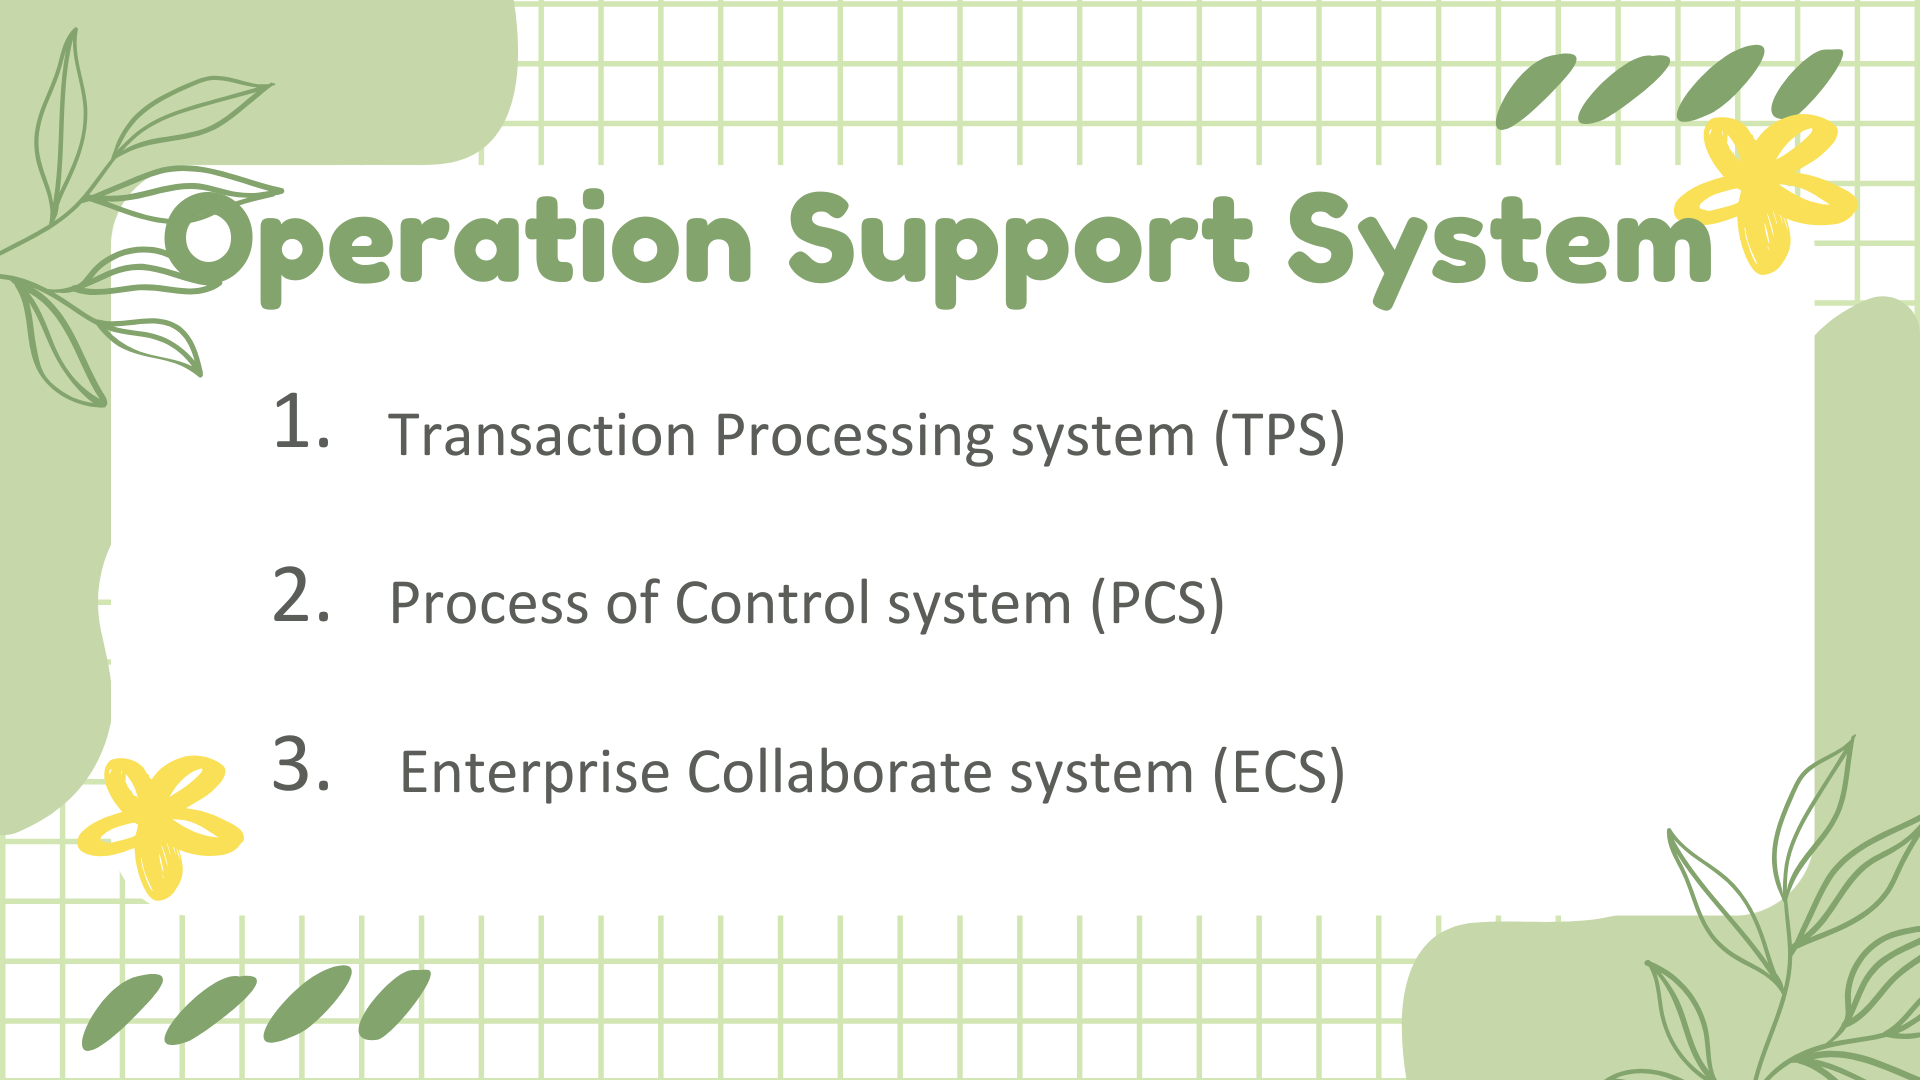 Operation Support System
1. Transaction Processing system (TPS)
2. Process of Control system (PCS)
3. Enterprise Collaborate system (ECS)